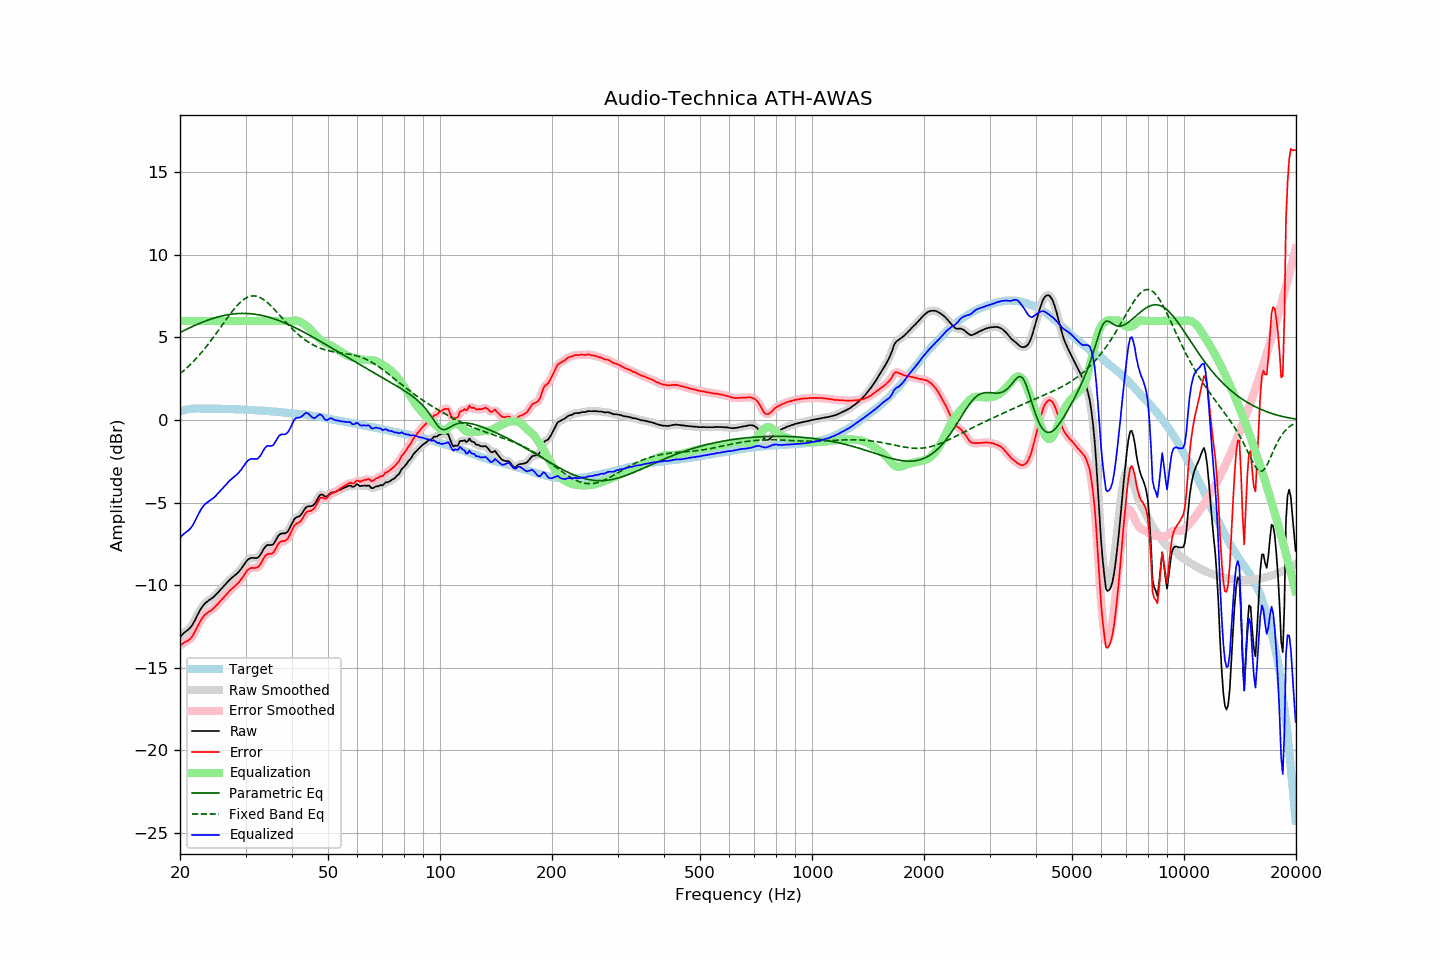 Audio-Technica ATH-AWAS
Amplitude (dBr)
15
10
5
0
−5
−10
−15
−20
−25
Target
Raw Smoothed
Error Smoothed
Raw
Error
Equalization
Parametric Eq
Fixed Band Eq
Equalized
20 50 100 200 500 1000 2000 5000 10000 20000
Frequency (Hz)